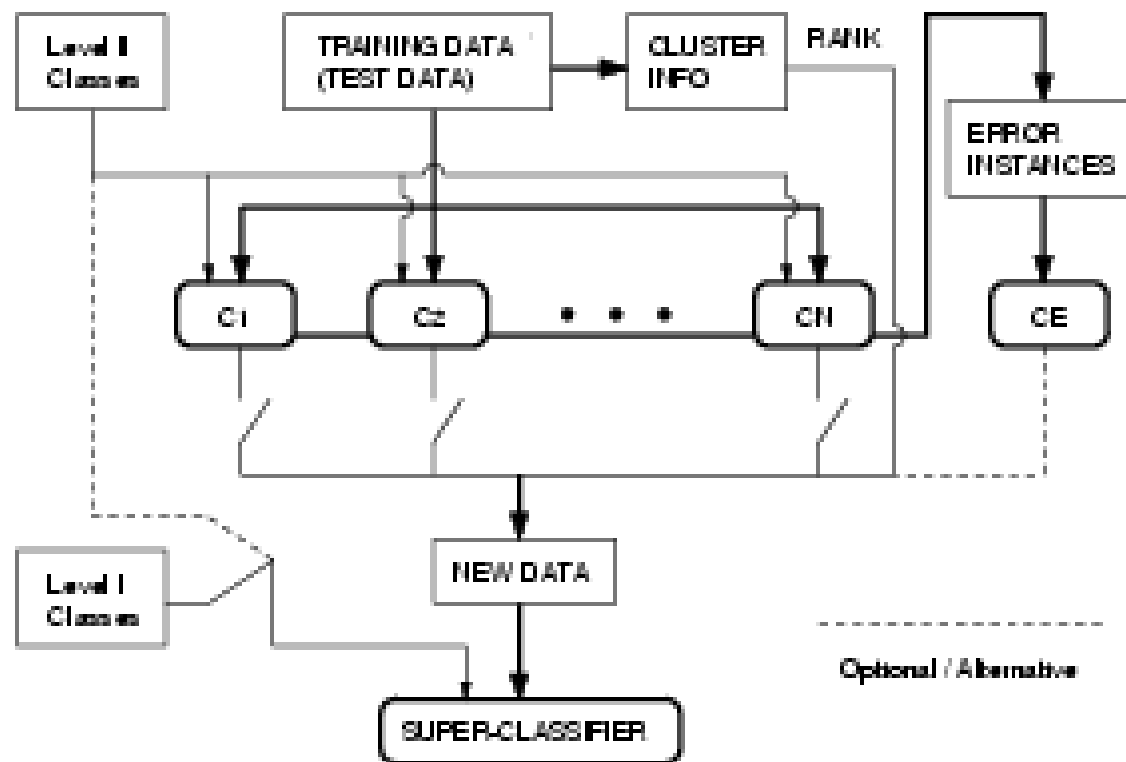 Level II
Classes
TRAINING DATA
(TEST DATA)
CLUSTER
INFO
RANK
ERROR
INSTANCES
C1
C2
CN
CE
NEW DATA
Level I
Classes
Optional / Alternative
SUPER-CLASSIFIER